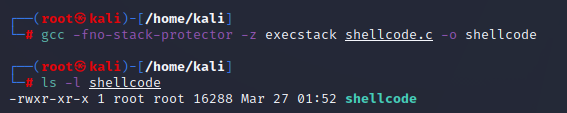 ┌──(root㉿kali)-[/home/kali]
└─# gcc -fno-stack-protector -z execstack shellcode.c -o shellcode
┌──(root㉿kali)-[/home/kali]
└─# ls -l shellcode
-rwxr-xr-x 1 root root 16288 Mar 27 01:52 shellcode